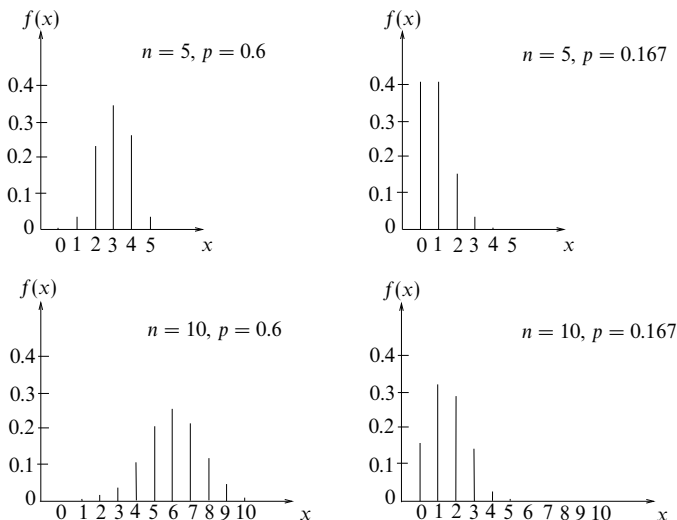 f(x)
n = 5, p = 0.6
0.4
0.3
0.2
0.1
0
0 1 2 3 4 5 x
f(x)
n = 5, p = 0.167
0.4
0.3
0.2
0.1
0
0 1 2 3 4 5 x
f(x)
n = 10, p = 0.6
0.4
0.3
0.2
0.1
0
0 1 2 3 4 5 6 7 8 9 10 x
f(x)
n = 10, p = 0.167
0.4
0.3
0.2
0.1
0
0 1 2 3 4 5 6 7 8 9 10 x